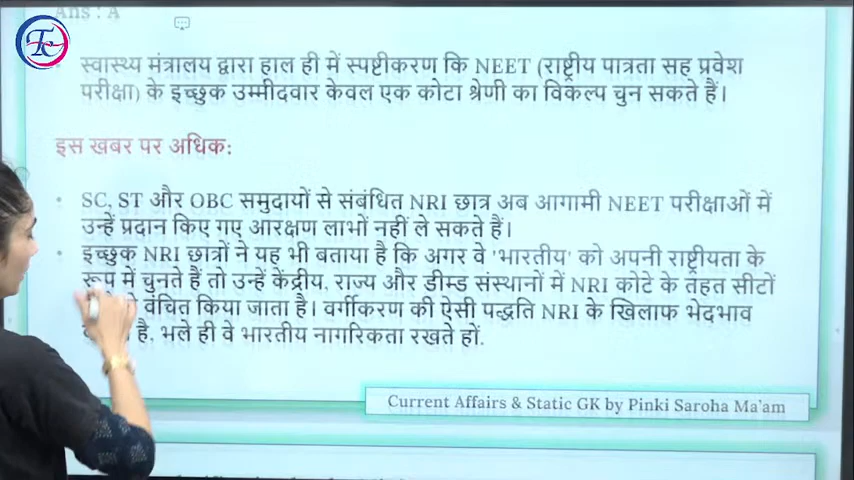 Ans : A
स्वास्थ्य मंत्रालय द्वारा हाल ही में स्पष्टीकरण कि NEET (राष्ट्रीय पात्रता सह प्रवेश
परीक्षा) के इच्छुक उम्मीदवार केवल एक कोटा श्रेणी का विकल्प चुन सकते हैं।
इस खबर पर अधिक:
• SC, ST और OBC समुदायों से संबंधित NRI छात्र अब आगामी NEET परीक्षाओं में
उन्हें प्रदान किए गए आरक्षण लाभों नहीं ले सकते हैं।
• इच्छुक NRI छात्रों ने यह भी बताया है कि अगर वे 'भारतीय' को अपनी राष्ट्रीयता के
रूप में चुनते हैं तो उन्हें केंद्रीय, राज्य और डीम्ड संस्थानों में NRI कोटे के तहत सीटों
वंचित किया जाता है। वर्गीकरण की ऐसी पद्धति NRI के खिलाफ भेदभाव
है, भले ही वे भारतीय नागरिकता रखते हों.
Current Affairs & Static GK by Pinki Saroha Ma'am